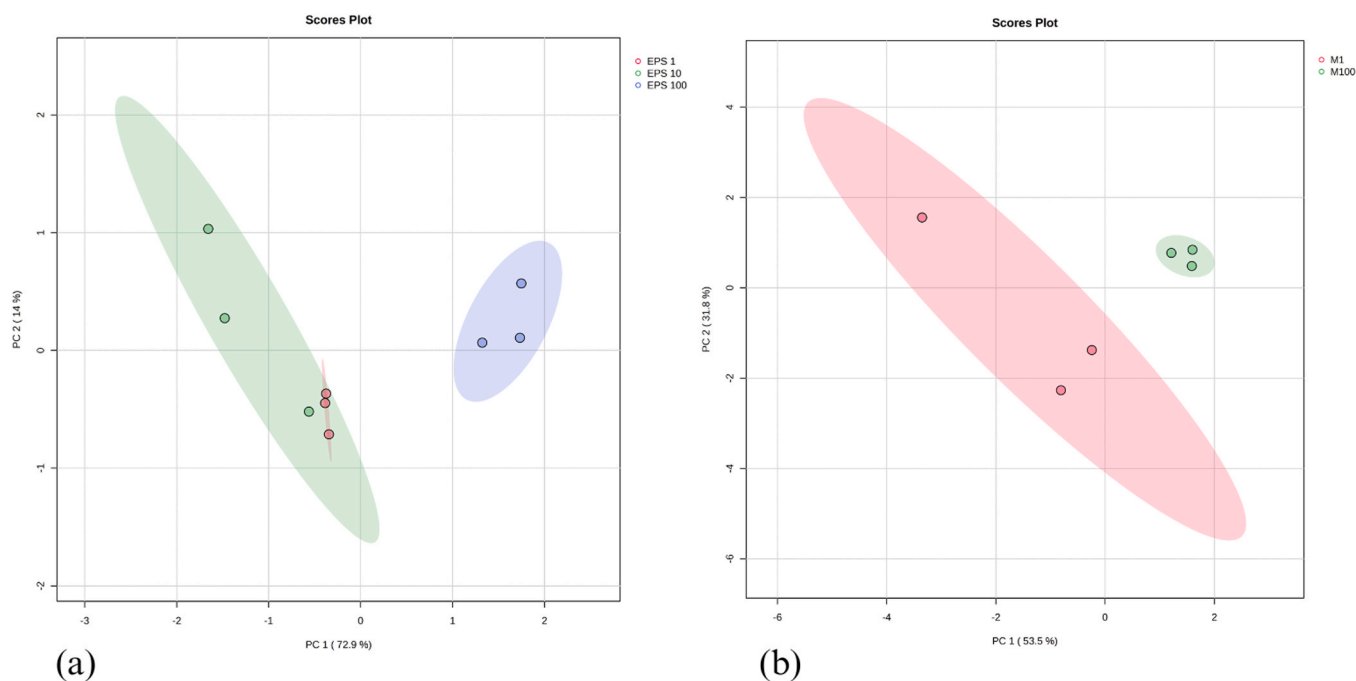 Scores Plot
EPS 1
EPS 10
EPS 100
PC 2 ( 14 %)
2
1
0
-1
-2
-3
-2
-1
0
1
2
PC 1 ( 72.9 %)
(a)
Scores Plot
M1
M100
PC 2 ( 31.8 %)
4
2
0
-2
-4
-6
-6
-4
-2
0
2
PC 1 ( 53.5 %)
(b)